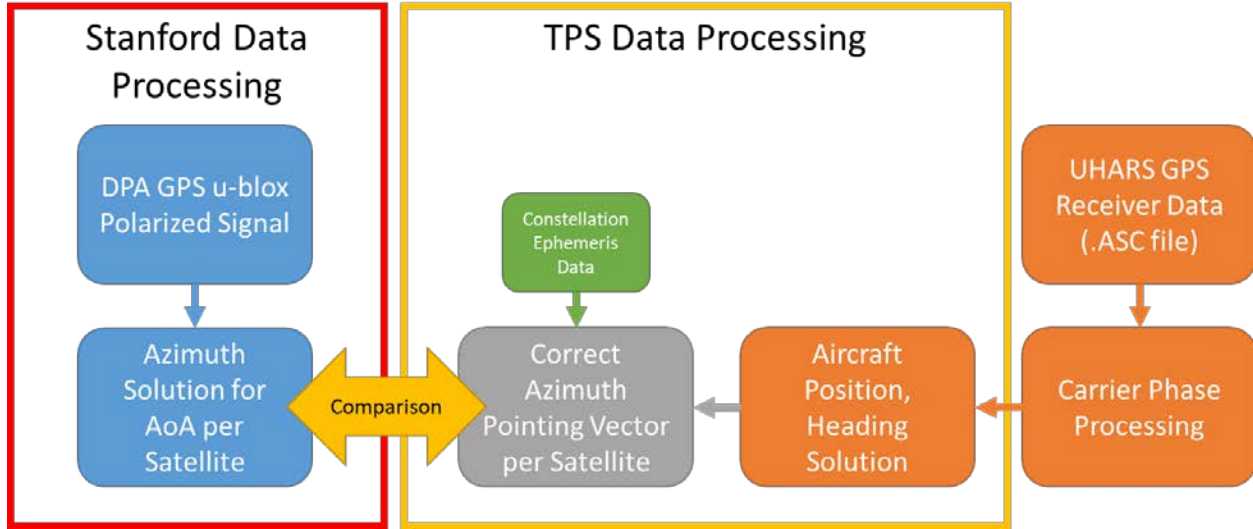 Stanford Data
Processing
TPS Data Processing
DPA GPS u-blox
Polarized Signal
Constellation
Ephemeris
Data
UHARS GPS
Receiver Data
(.ASC file)
Azimuth
Solution for
AoA per
Satellite
Comparison
Correct
Azimuth
Pointing Vector
per Satellite
Aircraft
Position,
Heading
Solution
Carrier Phase
Processing